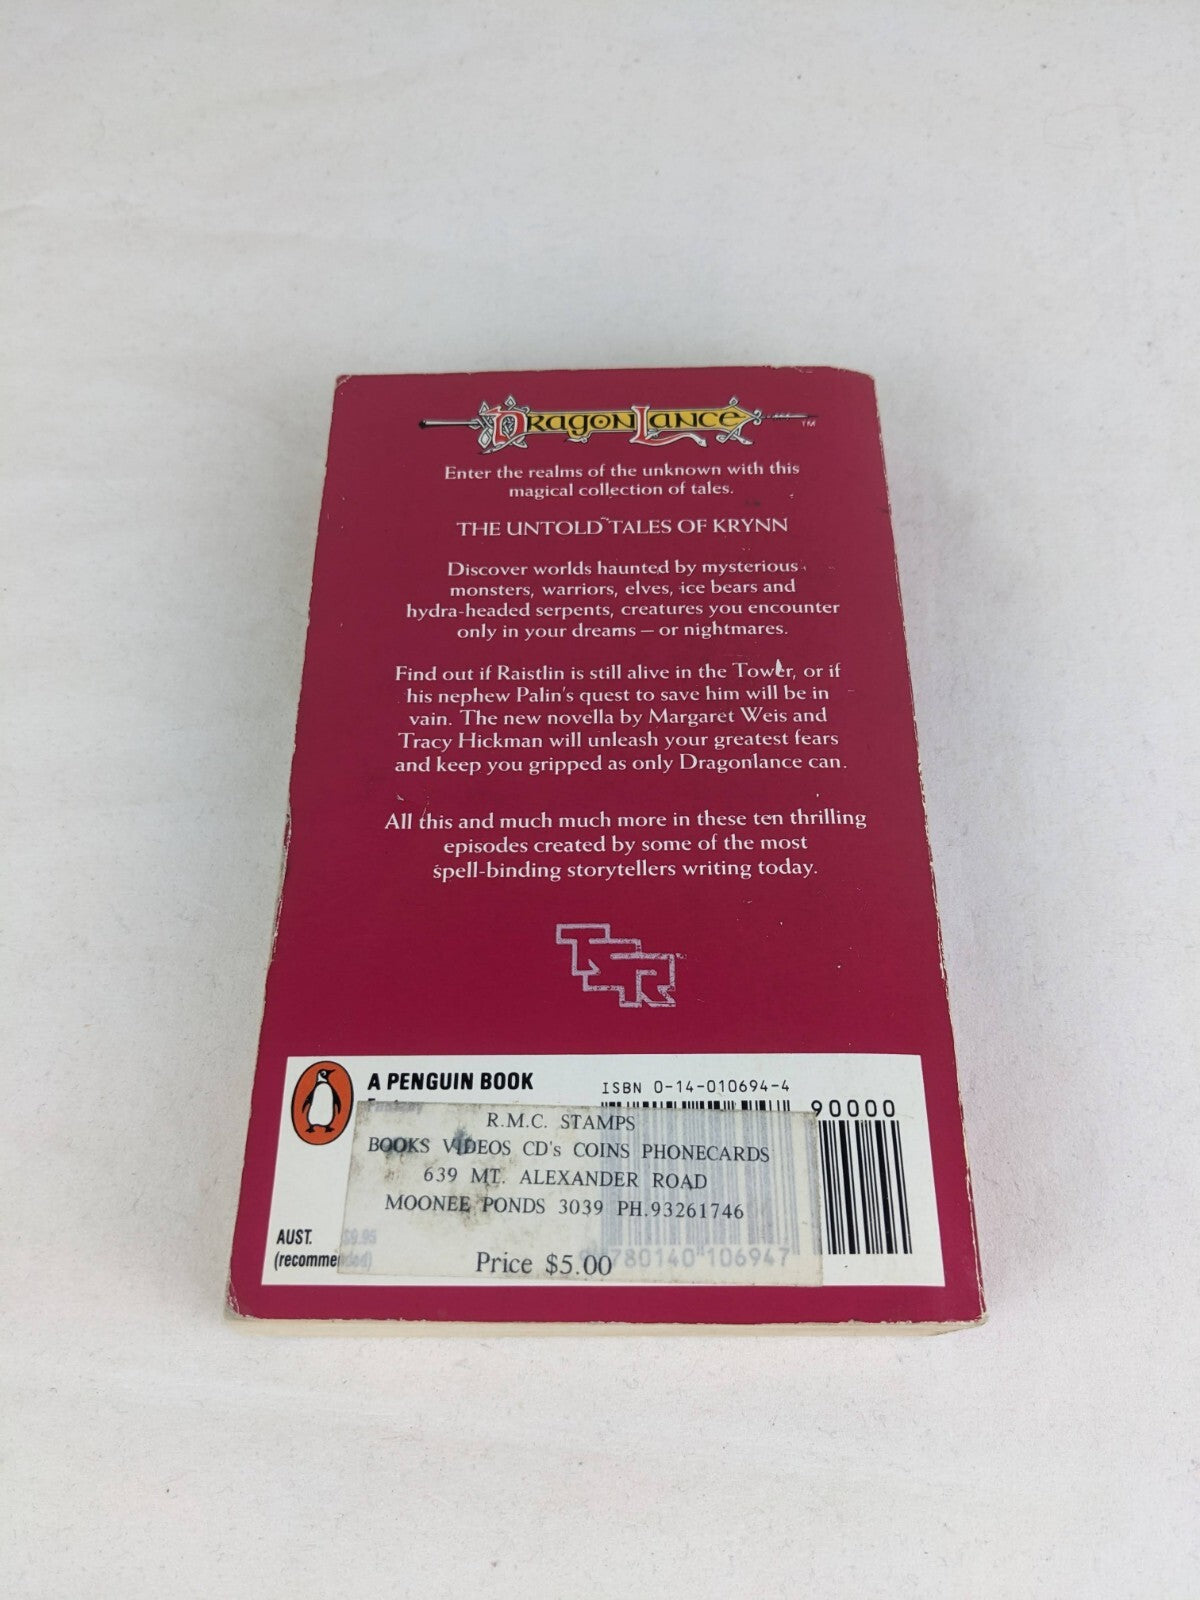 DRAGONLANCE TM
Enter the realms of the unknown with this
magical collection of tales.
THE UNTOLD TALES OF KRYNN
Discover worlds haunted by mysterious
monsters, warriors, elves, ice bears and
hydra-headed serpents, creatures you encounter
only in your dreams – or nightmares.
Find out if Raistlin is still alive in the Tower, or if
his nephew Palin's quest to save him will be in
vain. The new novella by Margaret Weis and
Tracy Hickman will unleash your greatest fears
and keep you gripped as only Dragonlance can.
All this and much much more in these ten thrilling
episodes created by some of the most
spell-binding storytellers writing today.
TSR
A PENGUIN BOOK
Fantasy
ISBN 0-14-010694-4
90000
R.M.C. STAMPS
BOOKS VIDEOS CD's COINS PHONECARDS
639 MT. ALEXANDER ROAD
MOONEE PONDS 3039 PH.93261746
Price $5.00
AUST. $9.95
(recommended)
9 780140 106947